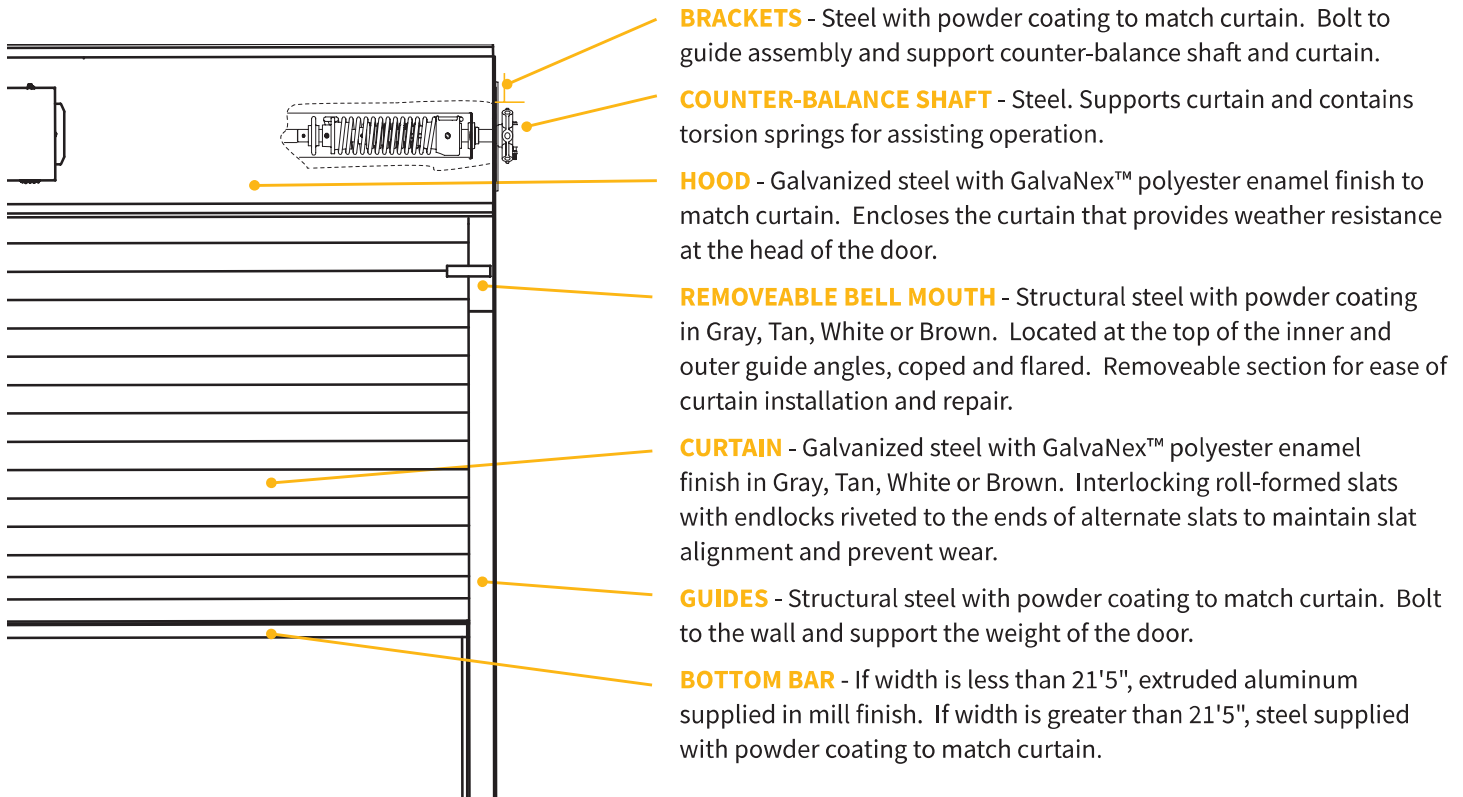 BRACKETS - Steel with powder coating to match curtain.  Bolt to
guide assembly and support counter-balance shaft and curtain.
COUNTER-BALANCE SHAFT - Steel. Supports curtain and contains
torsion springs for assisting operation.
HOOD - Galvanized steel with GalvaNex™ polyester enamel finish to
match curtain.  Encloses the curtain that provides weather resistance
at the head of the door.
REMOVEABLE BELL MOUTH - Structural steel with powder coating
in Gray, Tan, White or Brown.  Located at the top of the inner and
outer guide angles, coped and flared.  Removeable section for ease of
curtain installation and repair.
CURTAIN - Galvanized steel with GalvaNex™ polyester enamel
finish in Gray, Tan, White or Brown.  Interlocking roll-formed slats
with endlocks riveted to the ends of alternate slats to maintain slat
alignment and prevent wear.
GUIDES - Structural steel with powder coating to match curtain.  Bolt
to the wall and support the weight of the door.
BOTTOM BAR - If width is less than 21'5", extruded aluminum
supplied in mill finish.  If width is greater than 21'5", steel supplied
with powder coating to match curtain.